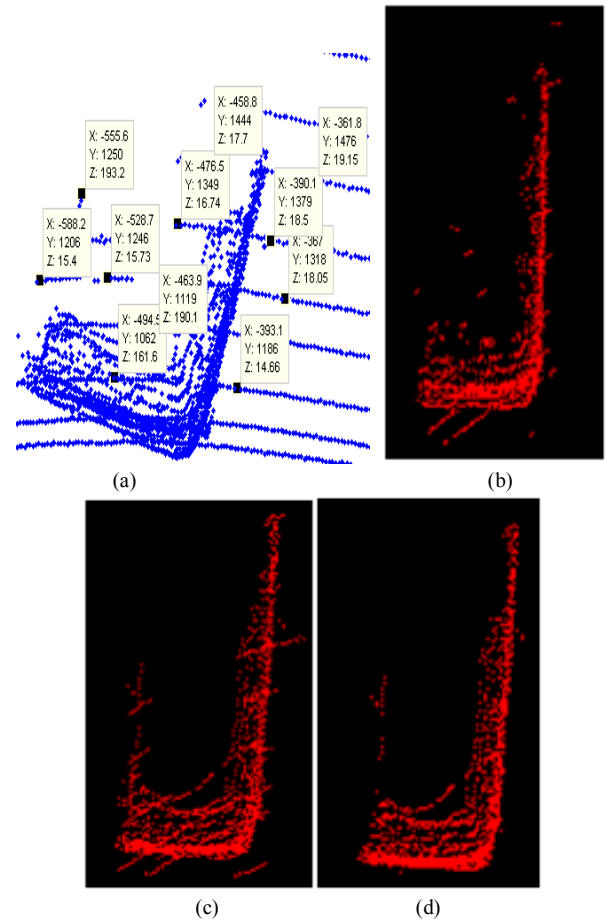 X: -458.8
Y: 1444
Z: 17.7
X: -361.8
Y: 1476
Z: 19.15
X: -555.6
Y: 1250
Z: 193.2
X: -476.5
Y: 1349
Z: 16.74
X: -390.1
Y: 1379
Z: 18.5
X: -588.2
Y: 1206
Z: 15.4
X: -528.7
Y: 1246
Z: 15.73
X: -367
Y: 1318
Z: 18.05
X: -463.9
Y: 1119
Z: 190.1
X: -494.5
Y: 1062
Z: 161.6
X: -393.1
Y: 1186
Z: 14.66
(a)
(b)
(c)
(d)